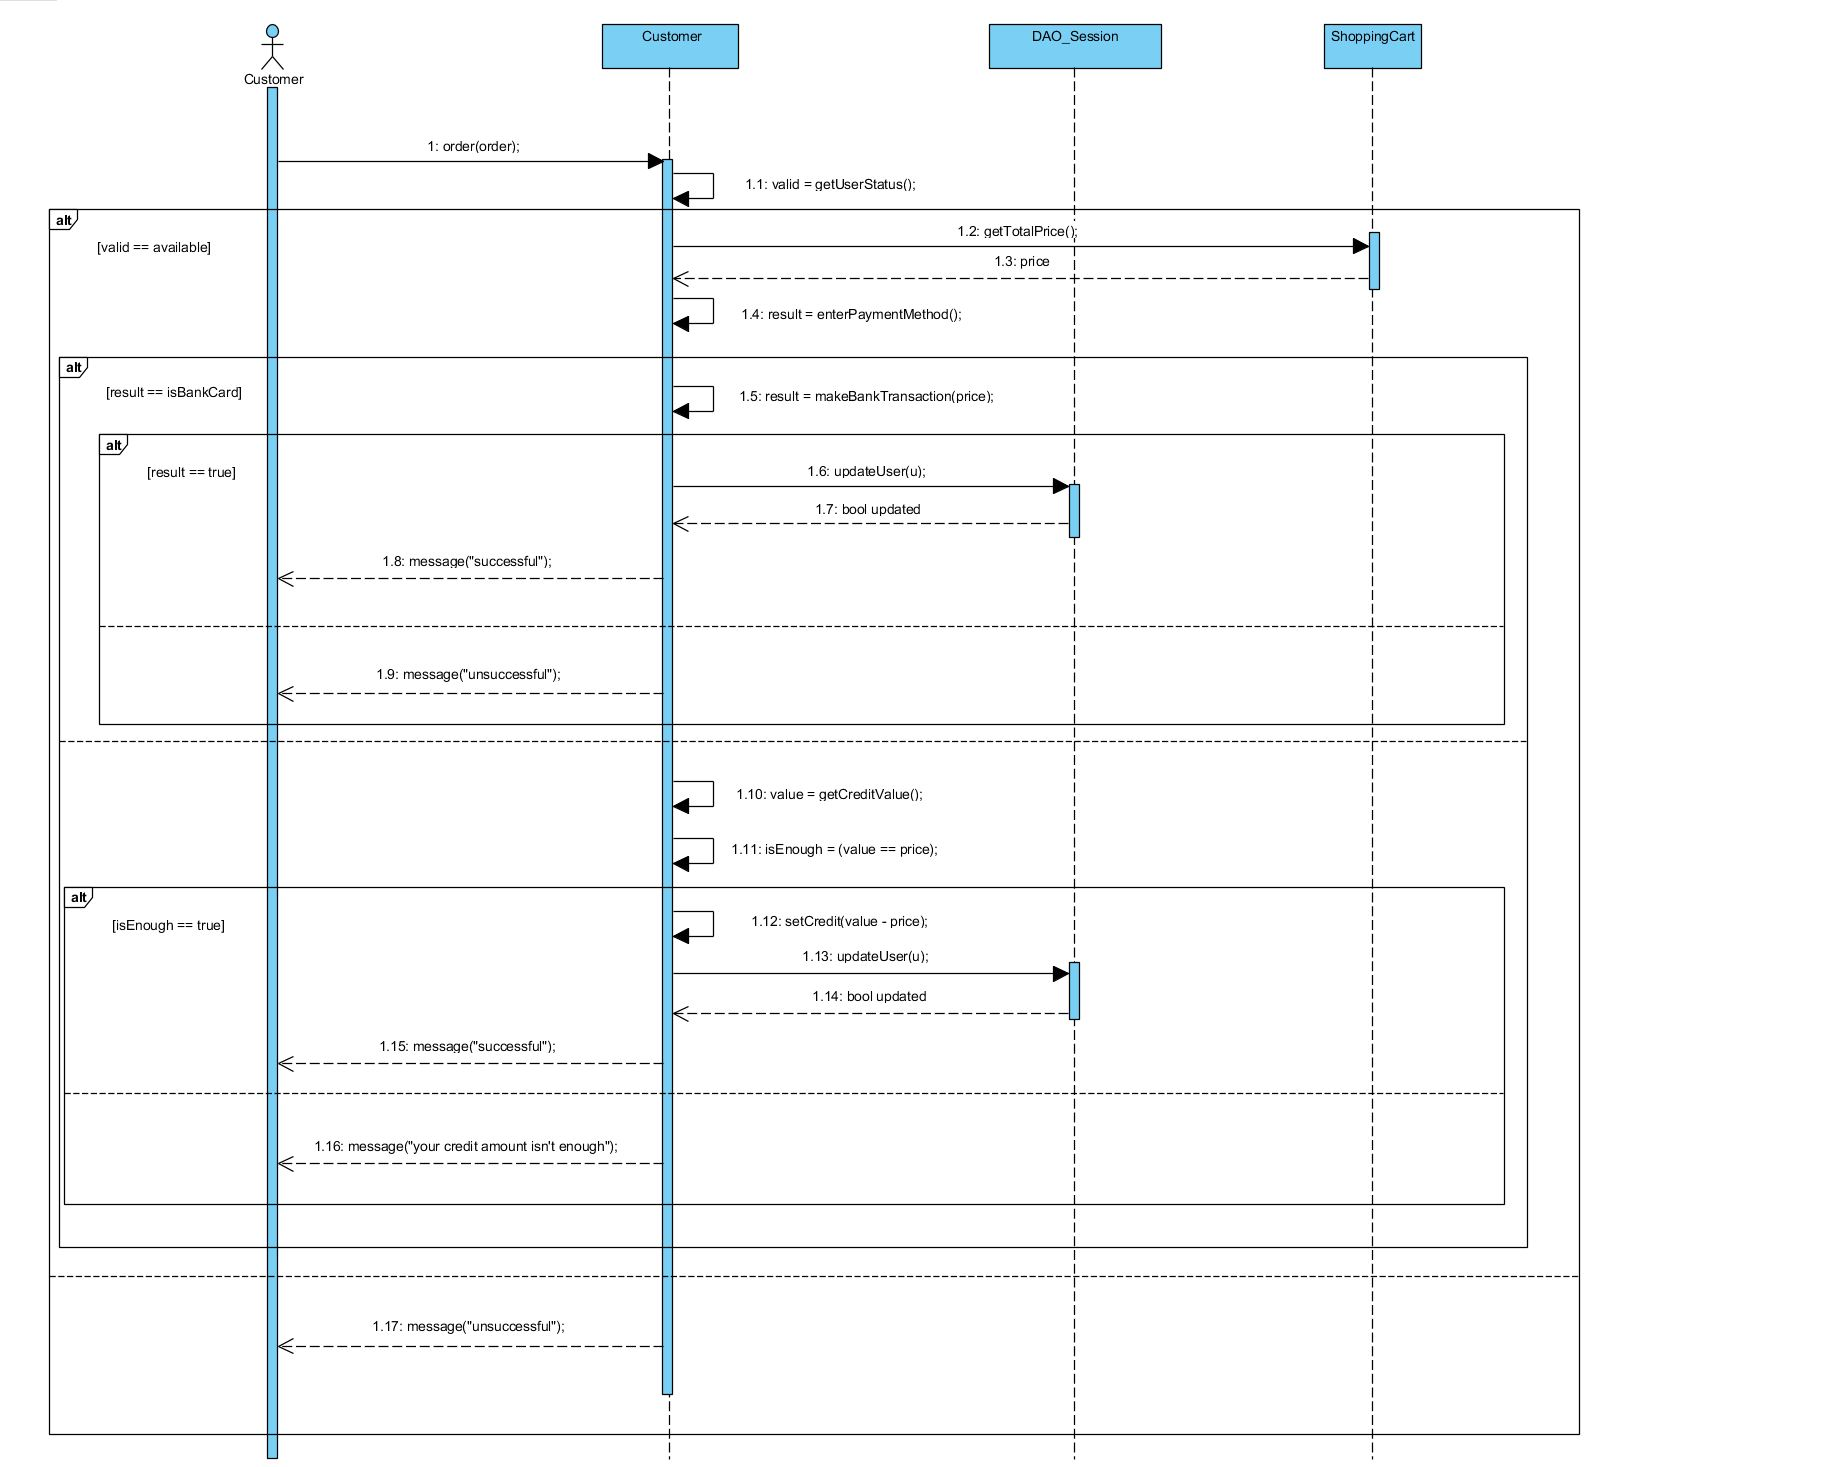 Customer
Customer
DAO_Session
ShoppingCart
1: order(order);
1.1: valid = getUserStatus();
alt
[valid == available]
1.2: getTotalPrice();
1.3: price
1.4: result = enterPaymentMethod();
alt
[result == isBankCard]
1.5: result = makeBankTransaction(price);
alt
[result == true]
1.6: updateUser(u);
1.7: bool updated
1.8: message("successful");
1.9: message("unsuccessful");
1.10: value = getCreditValue();
1.11: isEnough = (value == price);
alt
[isEnough == true]
1.12: setCredit(value - price);
1.13: updateUser(u);
1.14: bool updated
1.15: message("successful");
1.16: message("your credit amount isn't enough");
1.17: message("unsuccessful");